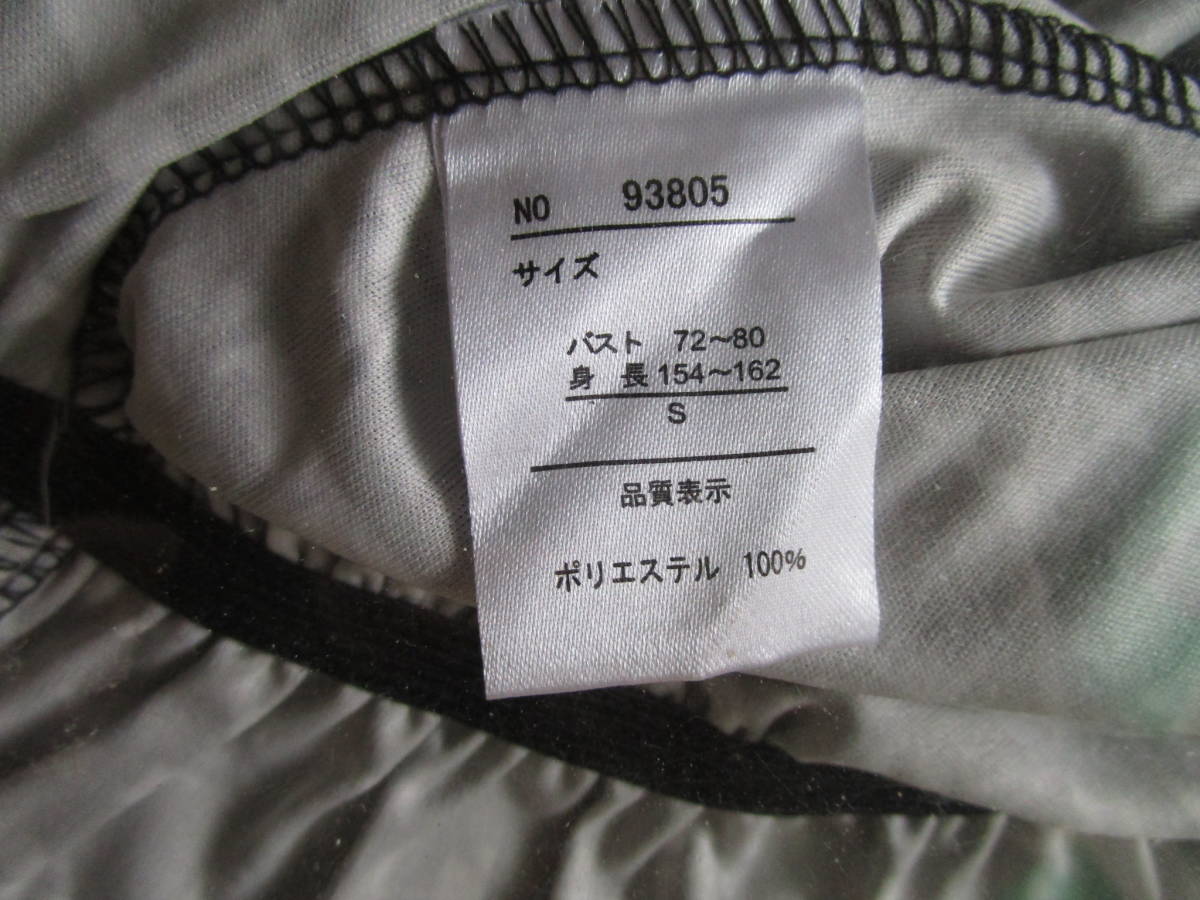 NO 93805
サイズ
バスト 72～80
身 長 154～162
S
品質表示
ポリエステル 100%